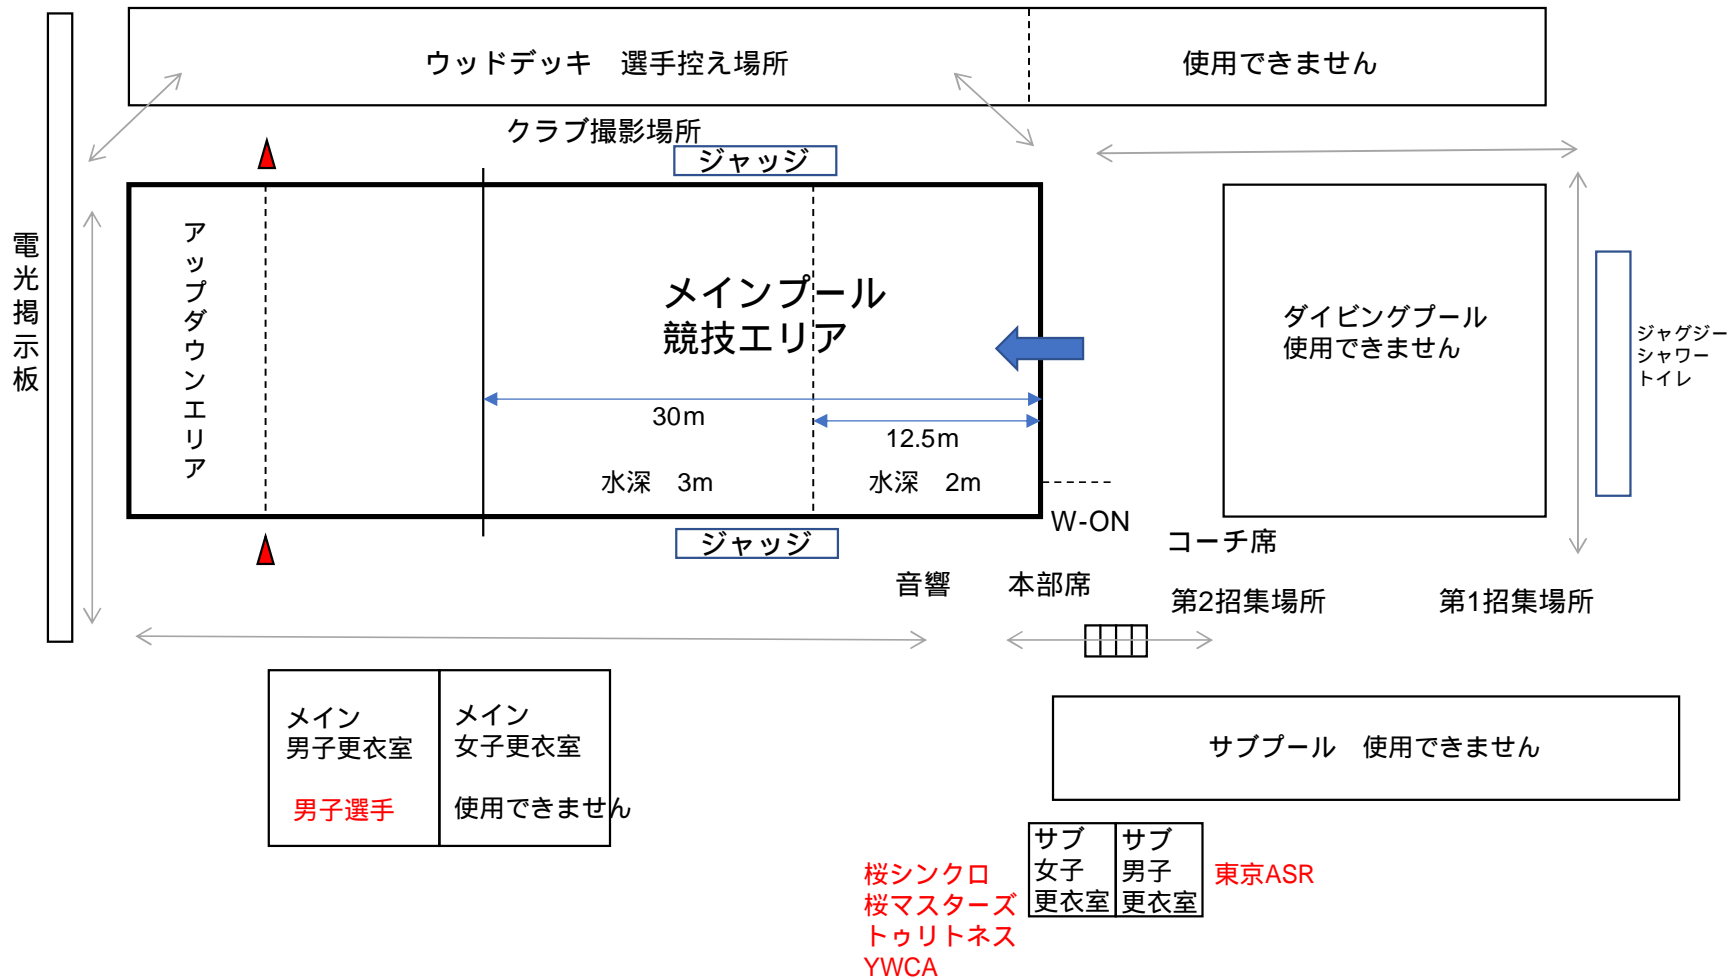 ウッドデッキ　選手控え場所
使用できません
クラブ撮影場所
ジャッジ
電光掲示板
アップダウンエリア
メインプール
競技エリア
ダイビングプール
使用できません
ジャグジー
シャワー
トイレ
30m
12.5m
水深　3m
水深　2m
W-ON
ジャッジ
コーチ席
音響
本部席
第2招集場所
第1招集場所
メイン
男子更衣室
男子選手
メイン
女子更衣室
使用できません
サブプール　使用できません
サブ
女子
更衣室
サブ
男子
更衣室
桜シンクロ
桜マスターズ
トゥリトネス
YWCA
東京ASR